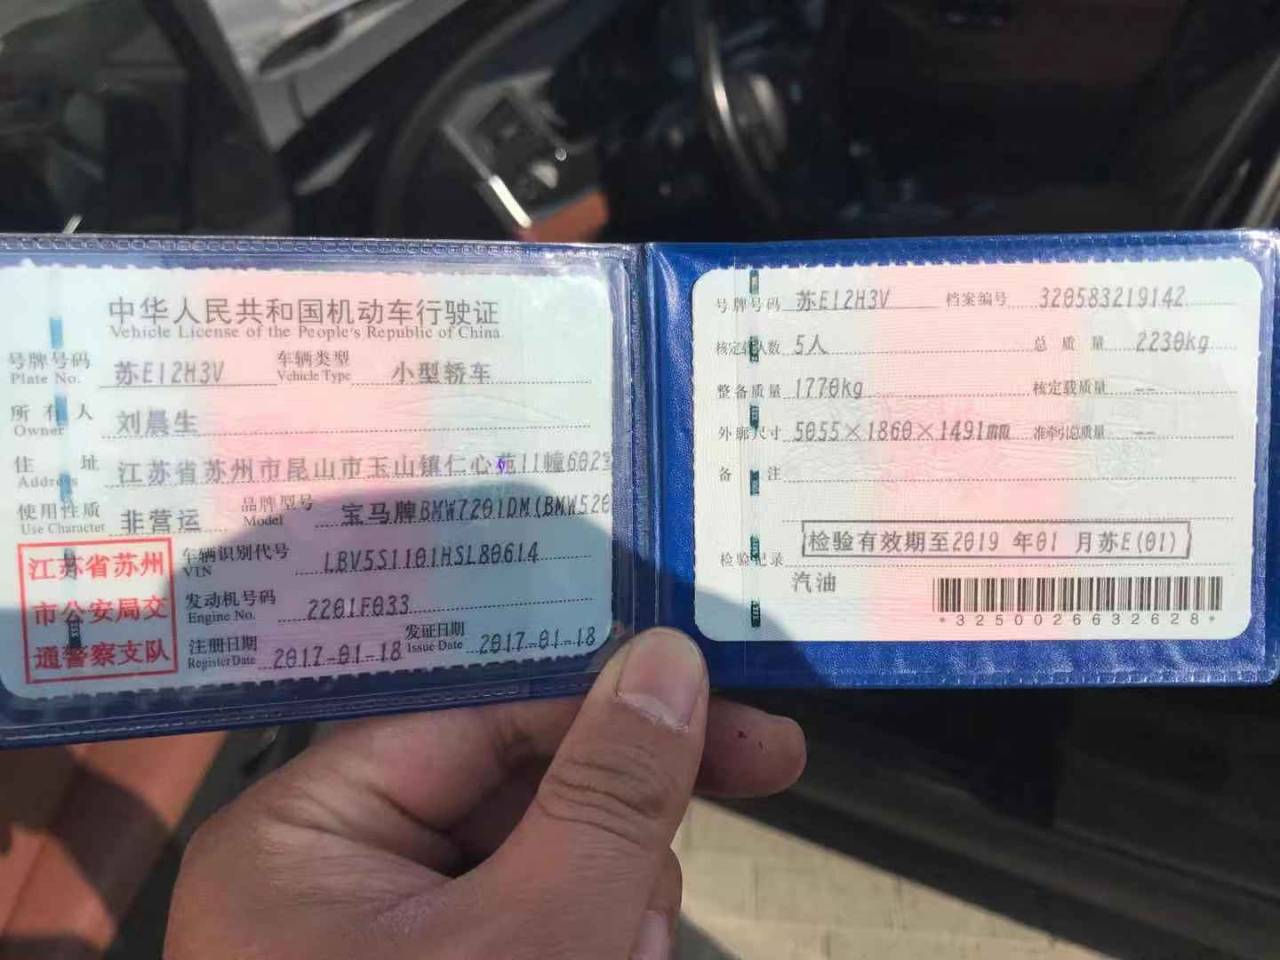 中华人民共和国机动车行驶证
Vehicle License of the People's Republic of China
号牌号码 苏E12H3V 车辆类型 小型轿车
Plate No. Vehicle Type
所有人 刘晨生
Owner
住址 江苏省苏州市昆山市玉山镇仁心苑11幢602室
Address
使用性质 非营运 品牌型号 宝马牌BMW7201DM(BMW520
Use Character Model
江苏省苏州
市公安局交
通警察支队
车辆识别代号 LBV5S1101HSL80614
VIN
发动机号码 2201F033
Engine No.
注册日期 2017-01-18 发证日期 2017-01-18
Register Date Issue Date
号牌号码 苏E12H3V 档案编号 320583219142
核定载人数 5人 总质量 2230kg
整备质量 1770kg 核定载质量 --
外廓尺寸 5055×1860×1491mm 准牵引总质量 --
备注
检验记录 检验有效期至2019 年01 月苏E(01)
汽油
*3250026632628*